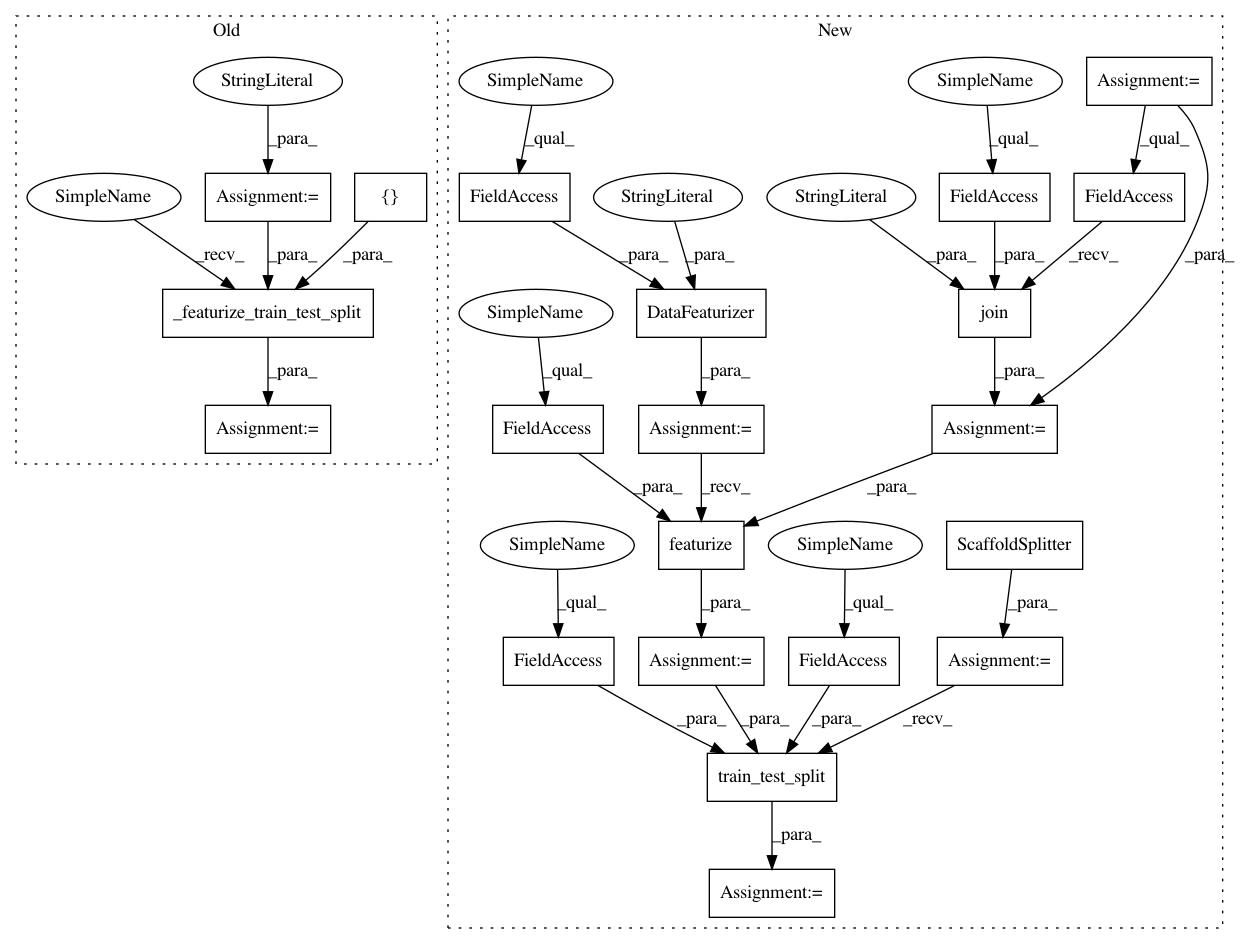 Old
New
StringLiteral
SimpleName
SimpleName
Assignment:=
_para_
_qual_
_qual_
_qual_
SimpleName
Assignment:=
{}
FieldAccess
StringLiteral
StringLiteral
FieldAccess
FieldAccess
_recv_
_para_
_para_
_para_
_para_
_para_
_para_
_recv_
_para_
_featurize_train_test_split
SimpleName
DataFeaturizer
join
_para_
_qual_
_para_
_para_
Assignment:=
FieldAccess
Assignment:=
Assignment:=
_para_
_recv_
_para_
SimpleName
featurize
SimpleName
ScaffoldSplitter
_qual_
_para_
_qual_
_para_
FieldAccess
Assignment:=
FieldAccess
Assignment:=
_para_
_para_
_para_
_recv_
train_test_split
_para_
Assignment:=